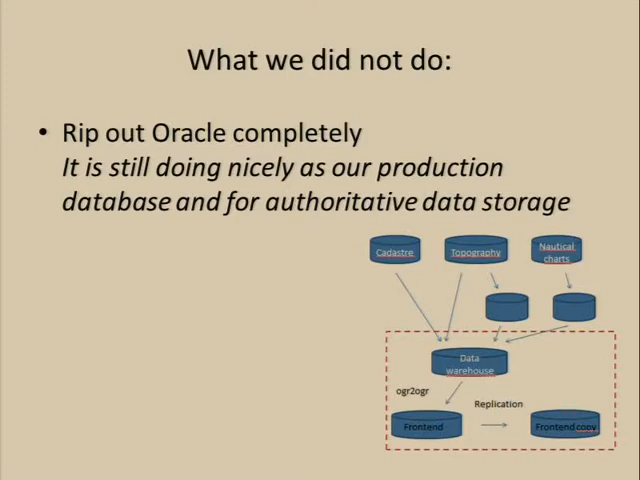 What we did not do:
• Rip out Oracle completely
It is still doing nicely as our production
database and for authoritative data storage
Cadastre
Topography
Nautical
charts
Data
warehouse
ogr2ogr
Replication
Frontend
Frontend copy